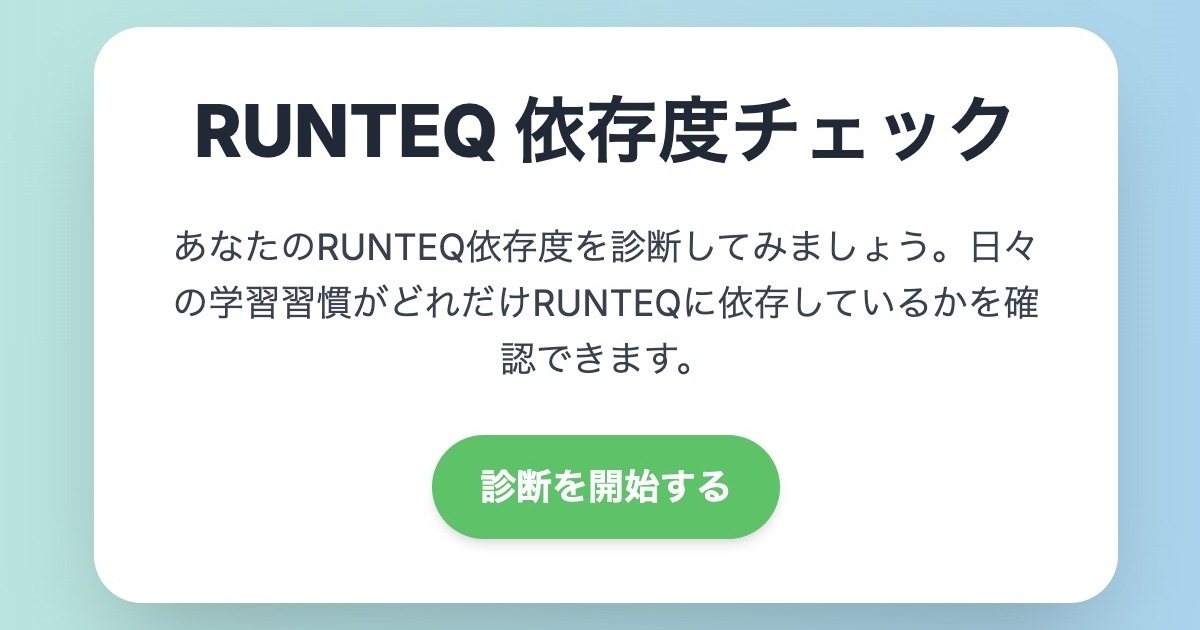 RUNTEQ 依存度チェック
あなたのRUNTEQ依存度を診断してみましょう。日々
の学習習慣がどれだけRUNTEQに依存しているかを確
認できます。
診断を開始する